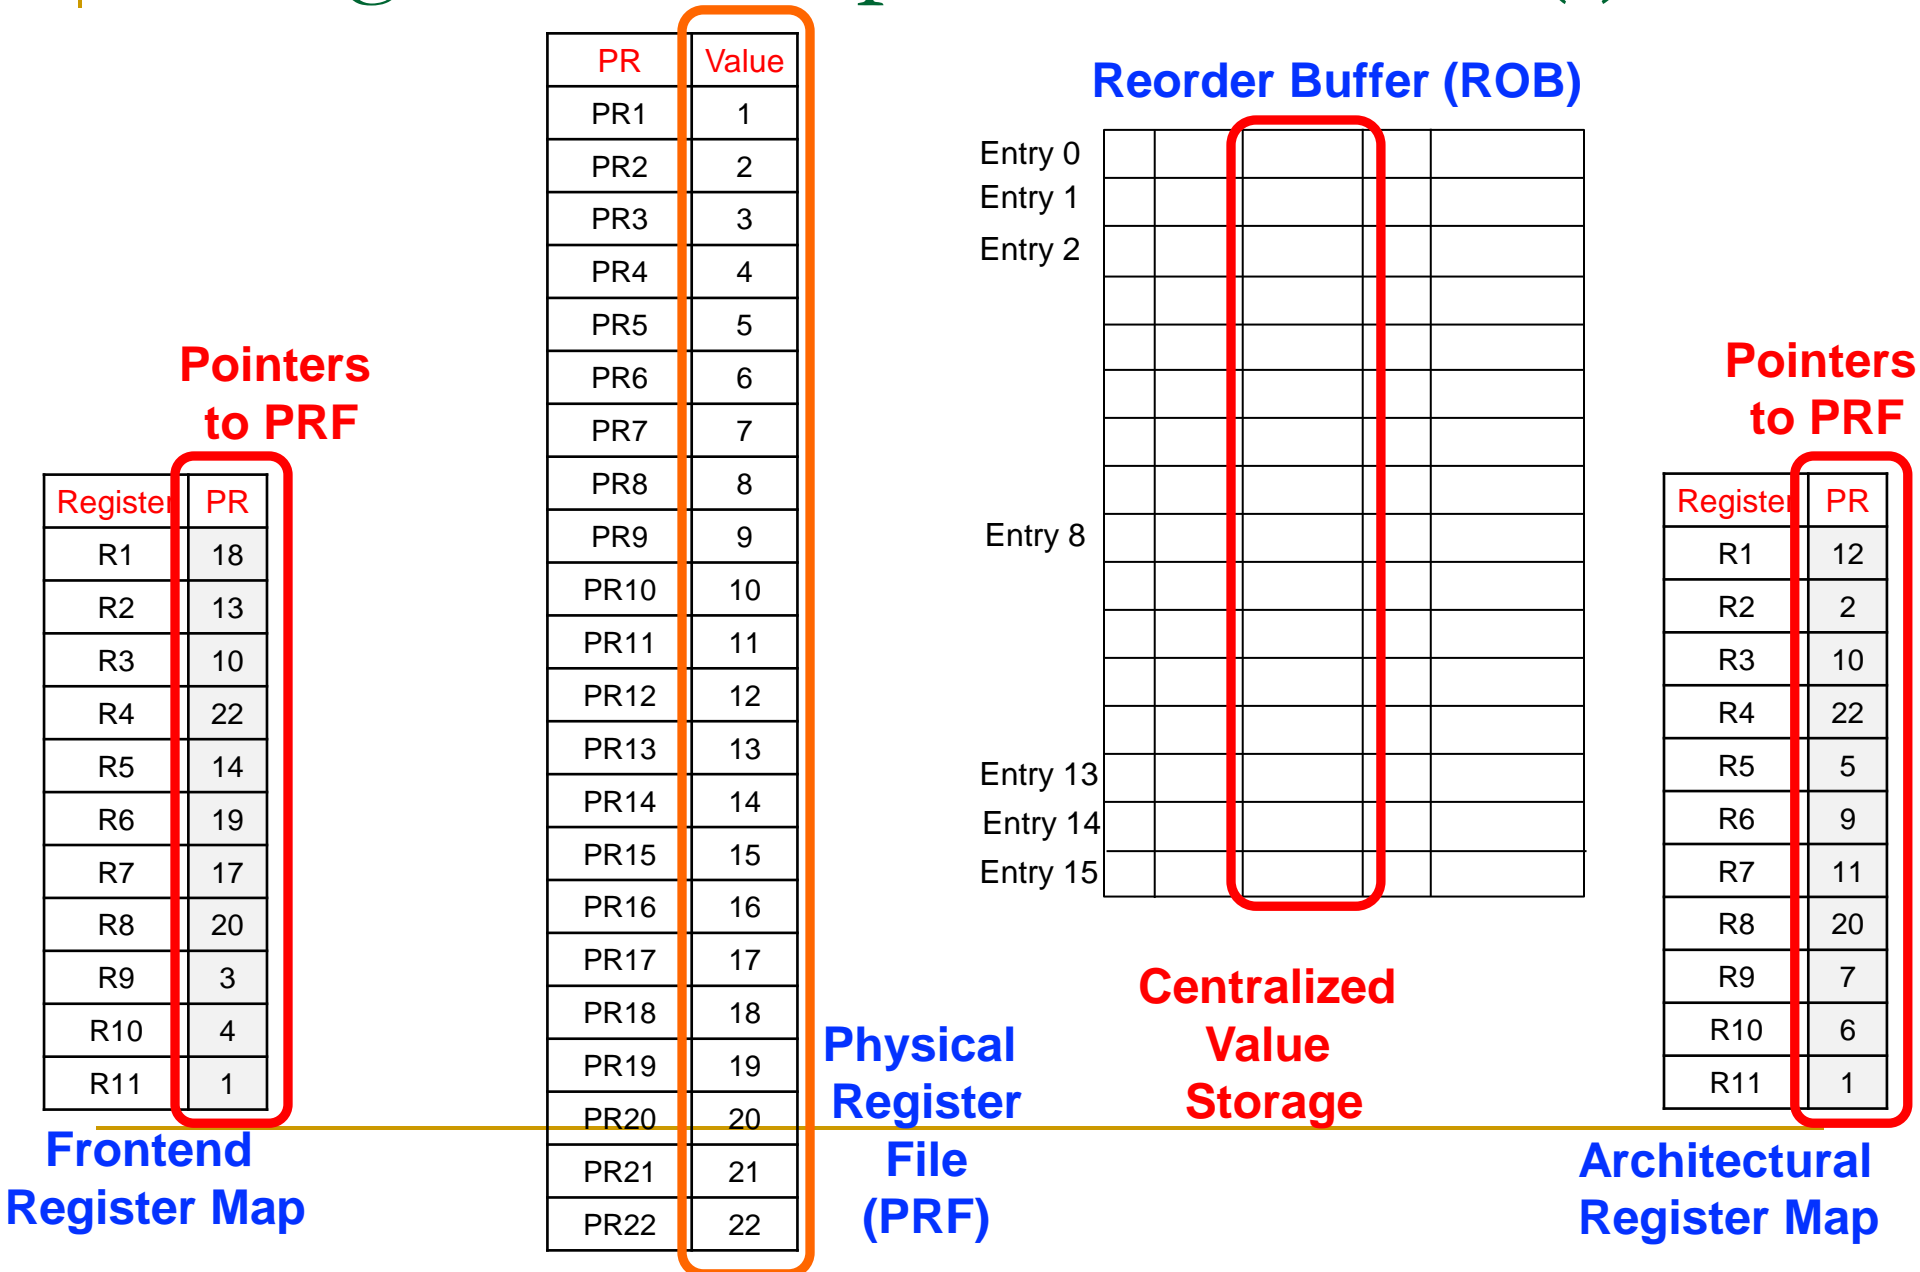 PR Value
PR1 1
PR2 2
PR3 3
PR4 4
PR5 5
PR6 6
PR7 7
PR8 8
PR9 9
PR10 10
PR11 11
PR12 12
PR13 13
PR14 14
PR15 15
PR16 16
PR17 17
PR18 18
PR19 19
PR20 20
PR21 21
PR22 22
Reorder Buffer (ROB)
Entry 0
Entry 1
Entry 2
Entry 8
Entry 13
Entry 14
Entry 15
Pointers
to PRF
Register PR
R1 18
R2 13
R3 10
R4 22
R5 14
R6 19
R7 17
R8 20
R9 3
R10 4
R11 1
Frontend
Register Map
Physical
Register
File
(PRF)
Centralized
Value
Storage
Pointers
to PRF
Register PR
R1 12
R2 2
R3 10
R4 22
R5 5
R6 9
R7 11
R8 20
R9 7
R10 6
R11 1
Architectural
Register Map